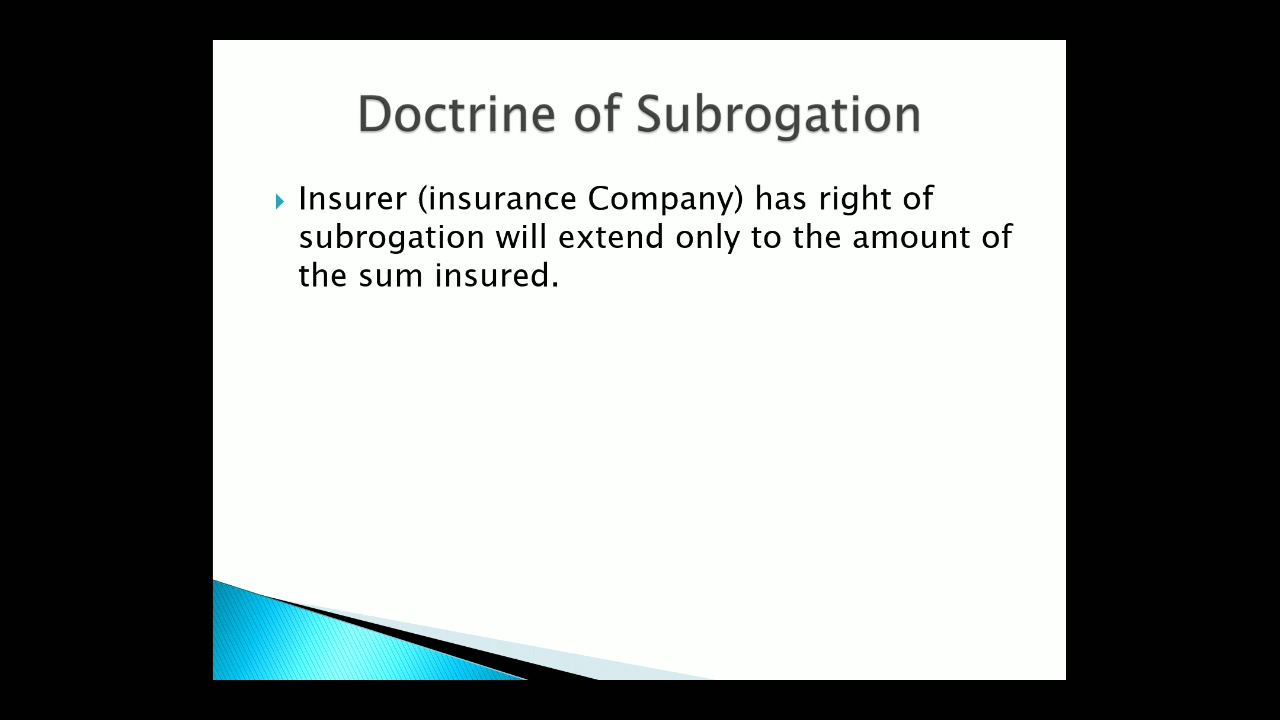 Doctrine of Subrogation
Insurer (insurance Company) has right of
subrogation will extend only to the amount of
the sum insured.